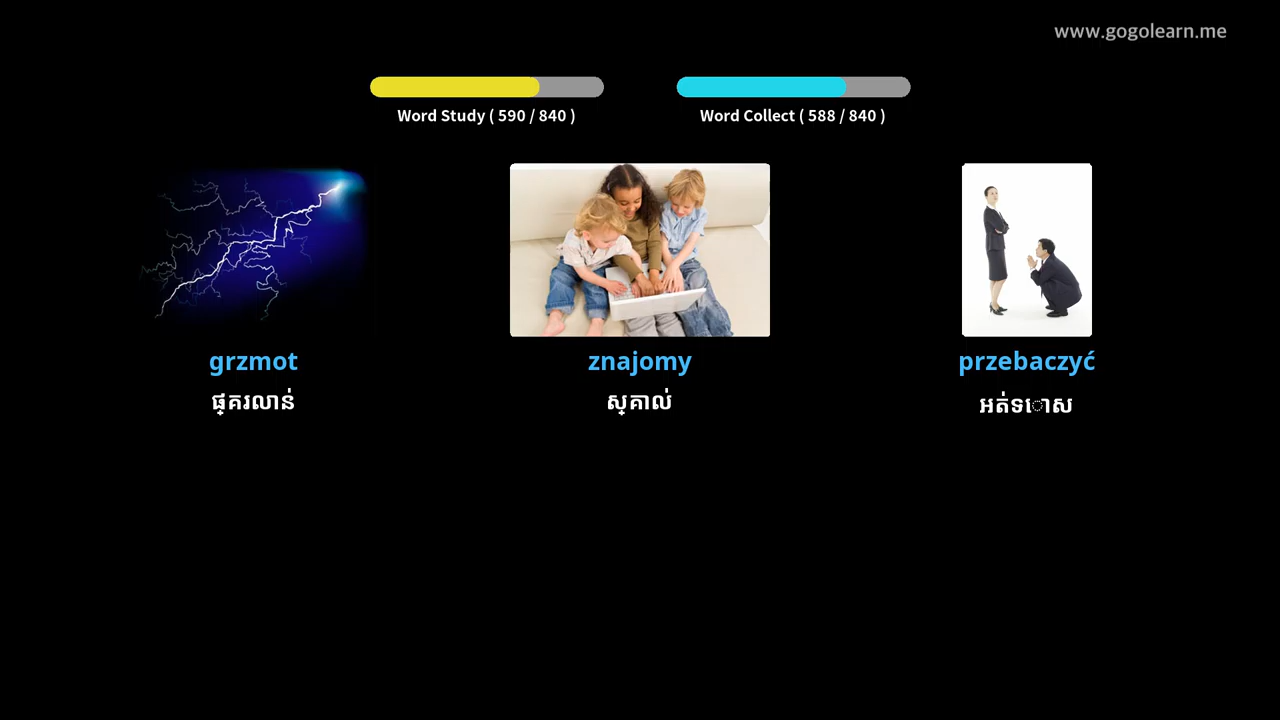 www.gogolearn.me
Word Study ( 590 / 840 )
Word Collect ( 588 / 840 )
grzmot
znajomy
przebaczyć
ផ្គរលាន់
ស្គាល់
អត់ទោស